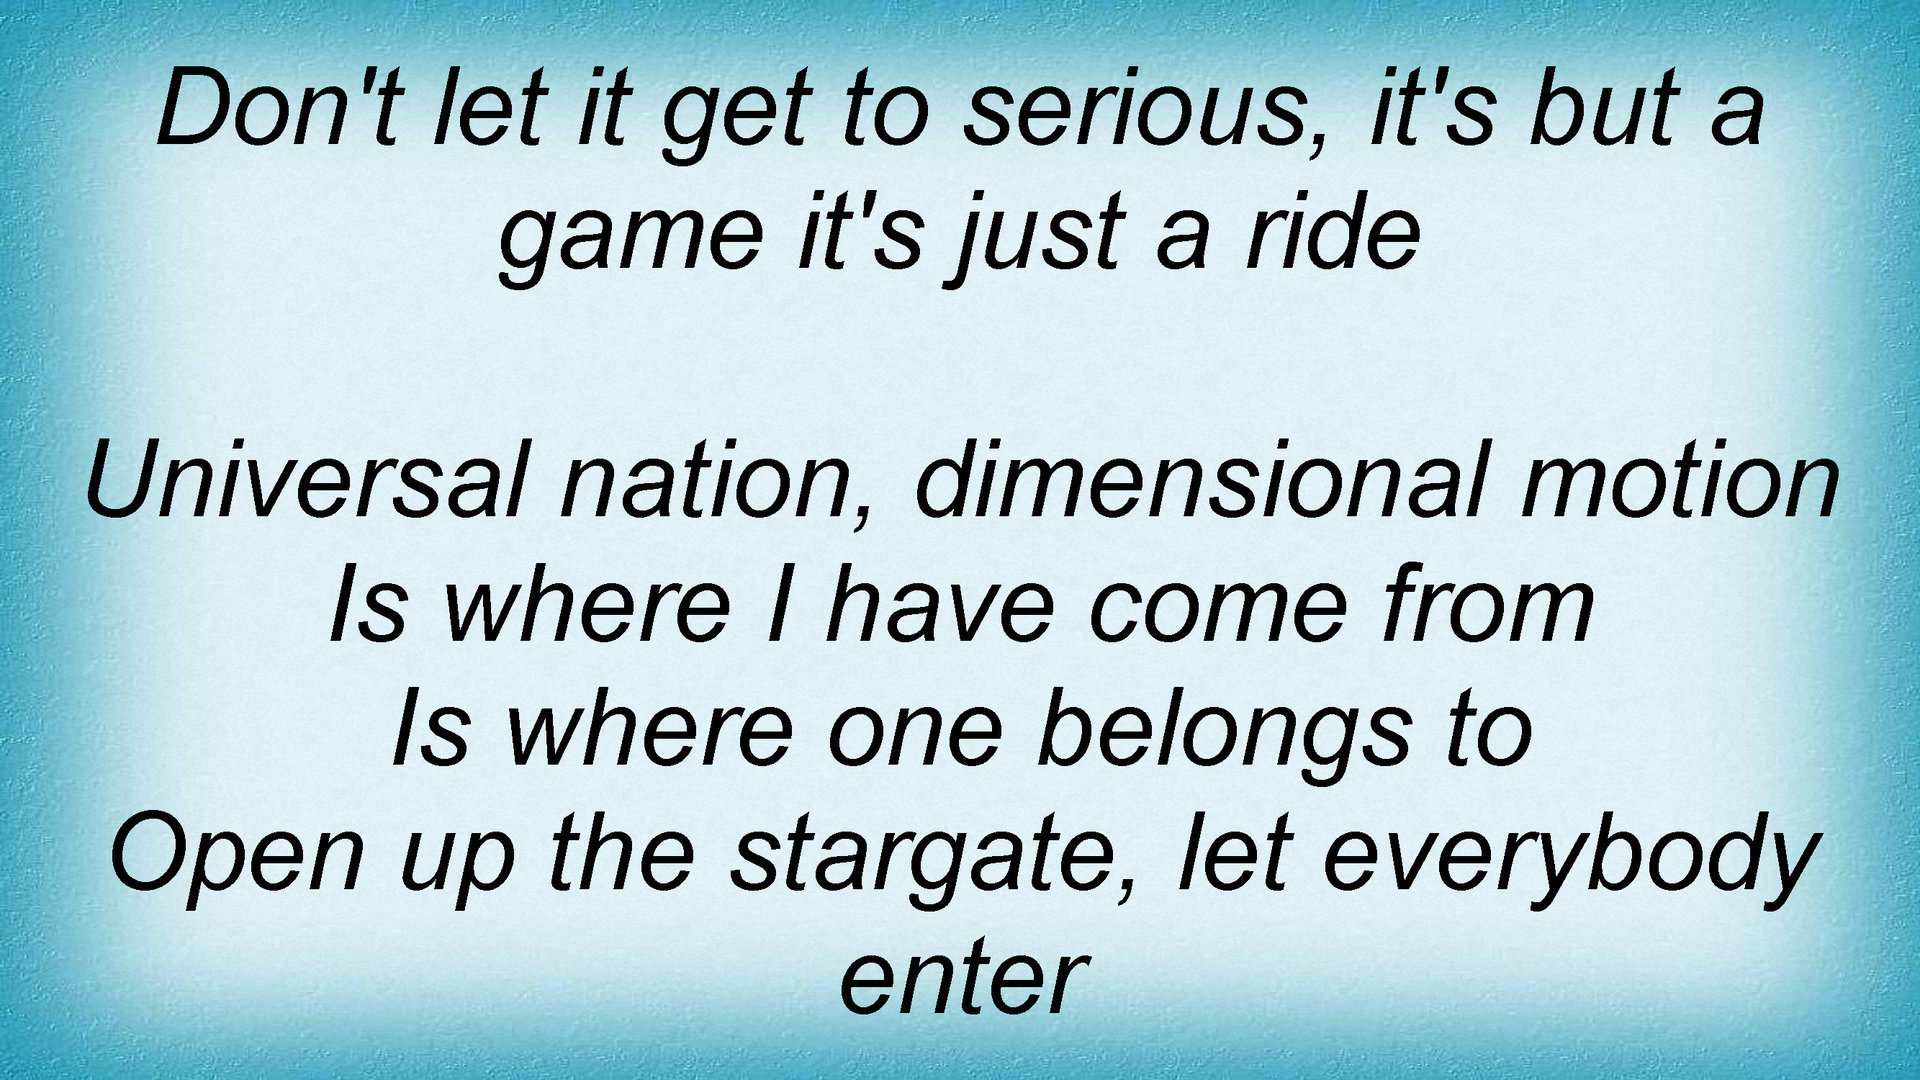 Don't let it get to serious, it's but a
game it's just a ride
Universal nation, dimensional motion
Is where I have come from
Is where one belongs to
Open up the stargate, let everybody
enter